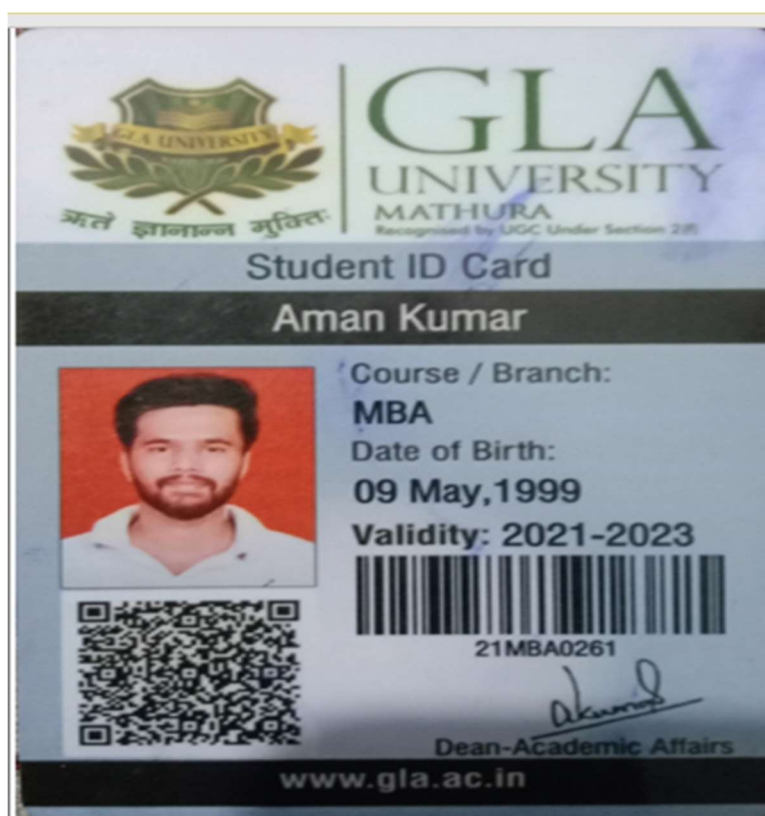 GLA UNIVERSITY
ऋते ज्ञानान्न मुक्तिः
GLA
UNIVERSITY
MATHURA
Recognised by UGC Under Section 2(f)
Student ID Card
Aman Kumar
Course / Branch:
MBA
Date of Birth:
09 May,1999
Validity: 2021-2023
21MBA0261
Dean-Academic Affairs
www.gla.ac.in